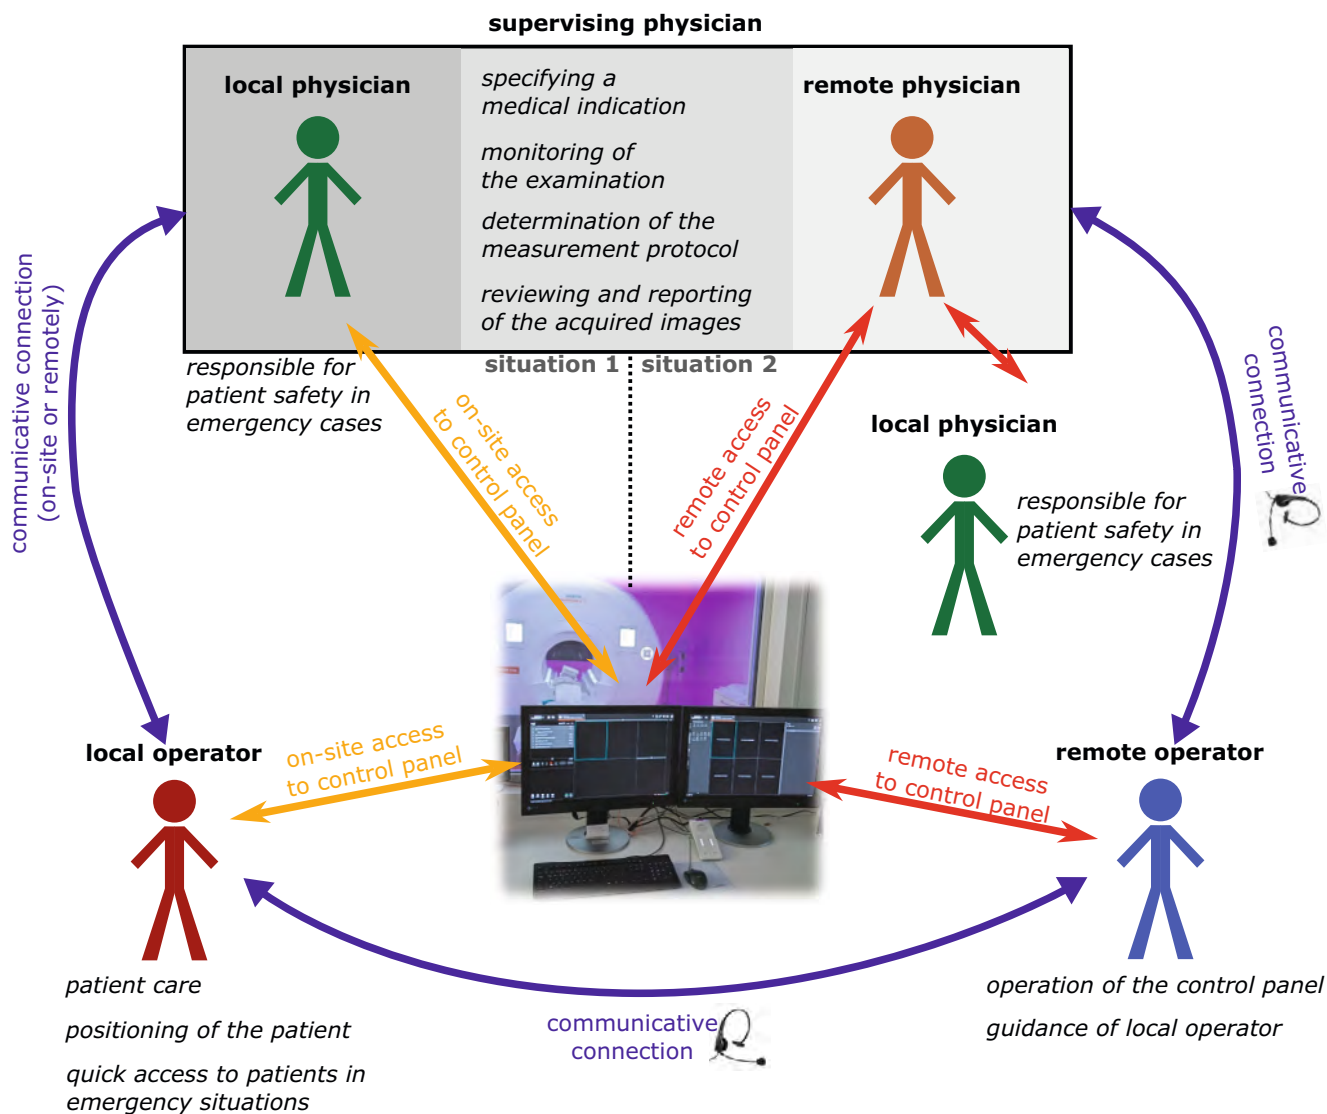 supervising physician
local physician
specifying a
medical indication
monitoring of
the examination
determination of the
measurement protocol
reviewing and reporting
of the acquired images
remote physician
situation 1
situation 2
responsible for
patient safety in
emergency cases
communicative connection
(on-site or remotely)
on-site access
to control panel
remote access
to control panel
communicative
connection
local physician
responsible for
patient safety in
emergency cases
local operator
on-site access
to control panel
remote access
to control panel
remote operator
patient care
positioning of the patient
quick access to patients in
emergency situations
communicative
connection
operation of the control panel
guidance of local operator